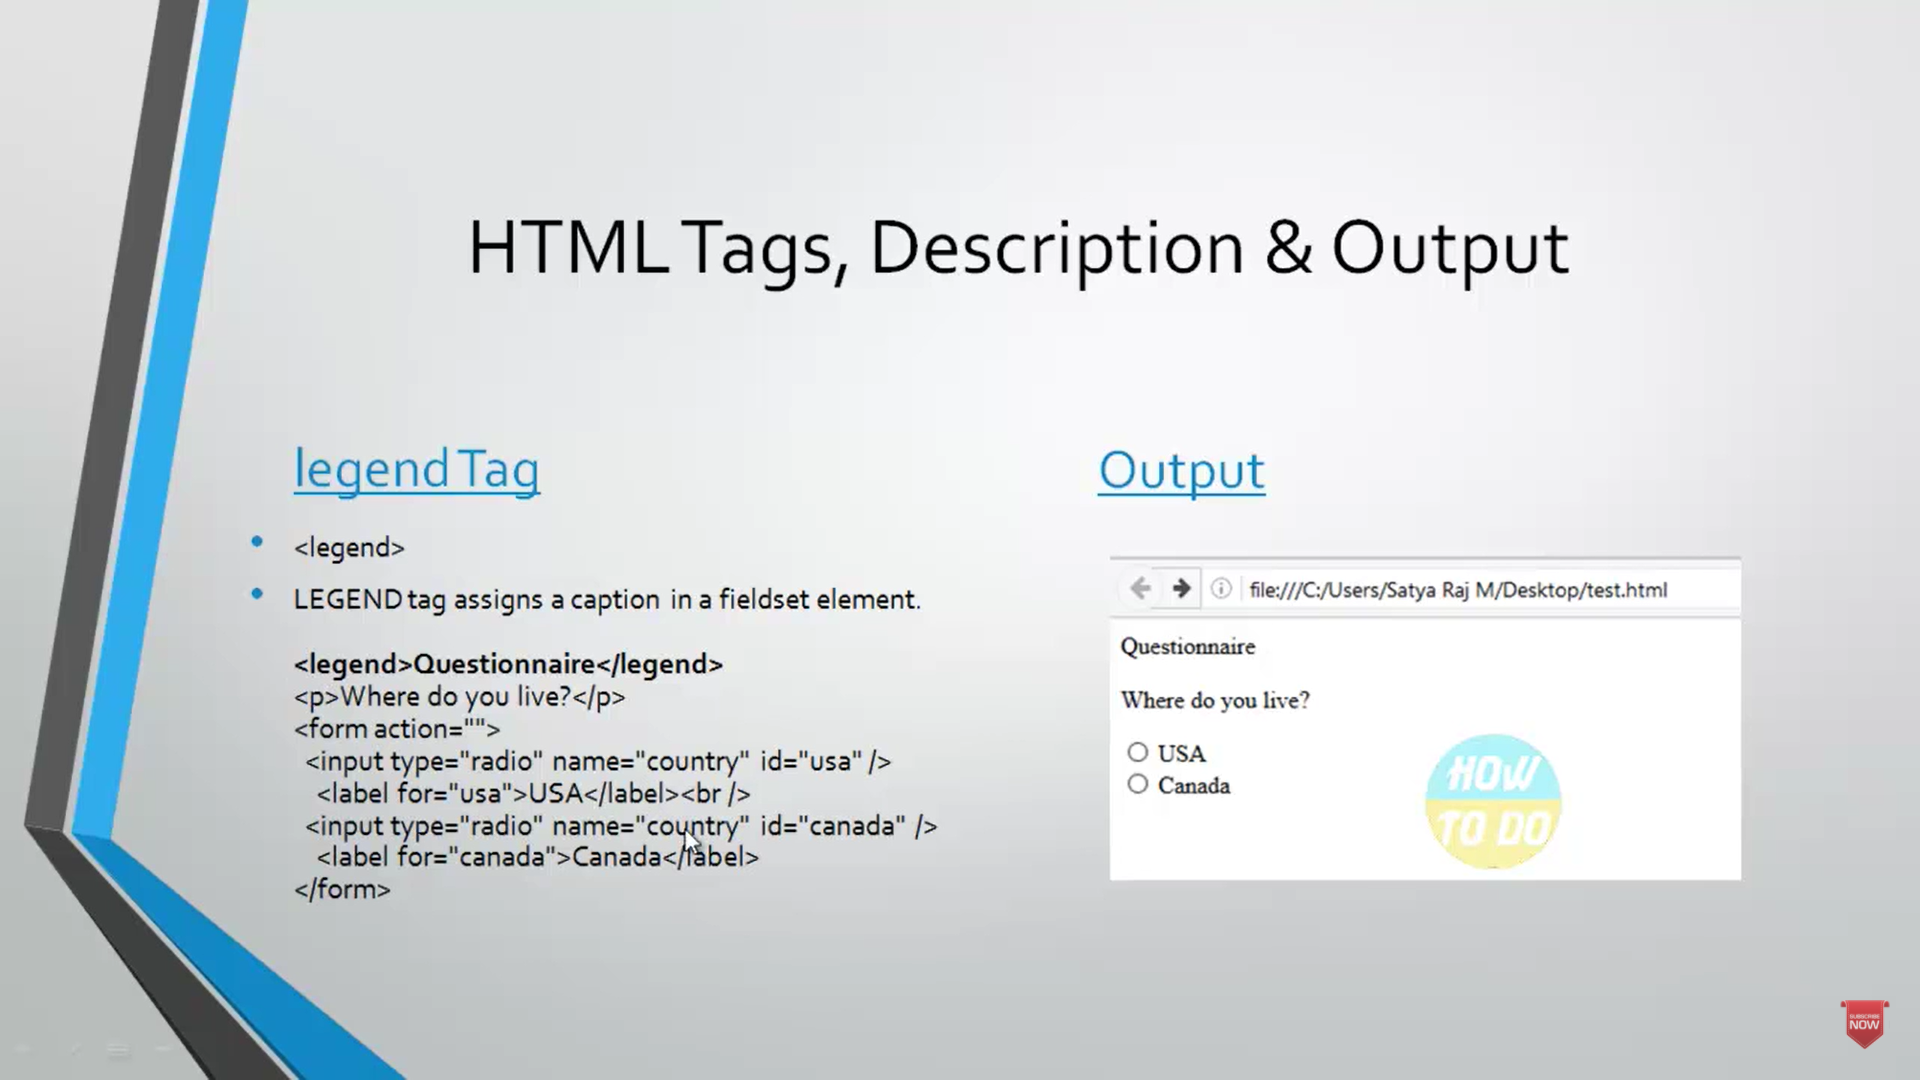 HTML Tags, Description & Output
legend Tag
<legend>
LEGEND tag assigns a caption in a fieldset element.
<legend>Questionnaire</legend>
<p>Where do you live?</p>
<form action="">
<input type="radio" name="country" id="usa" />
<label for="usa">USA</label><br />
<input type="radio" name="country" id="canada" />
<label for="canada">Canada</label>
</form>
Output
file:///C:/Users/Satya Raj M/Desktop/test.html
Questionnaire
Where do you live?
USA
Canada
HOW
TO DO
SUBSCRIBE
NOW